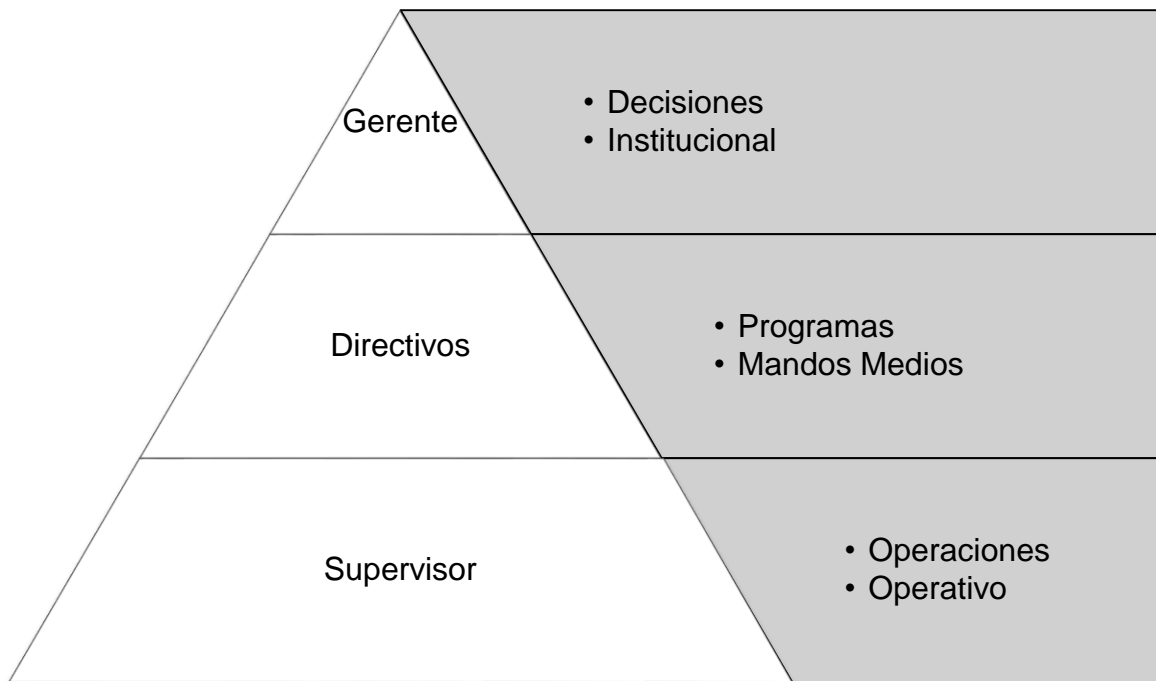 Gerente
• Decisiones
• Institucional
Directivos
• Programas
• Mandos Medios
Supervisor
• Operaciones
• Operativo